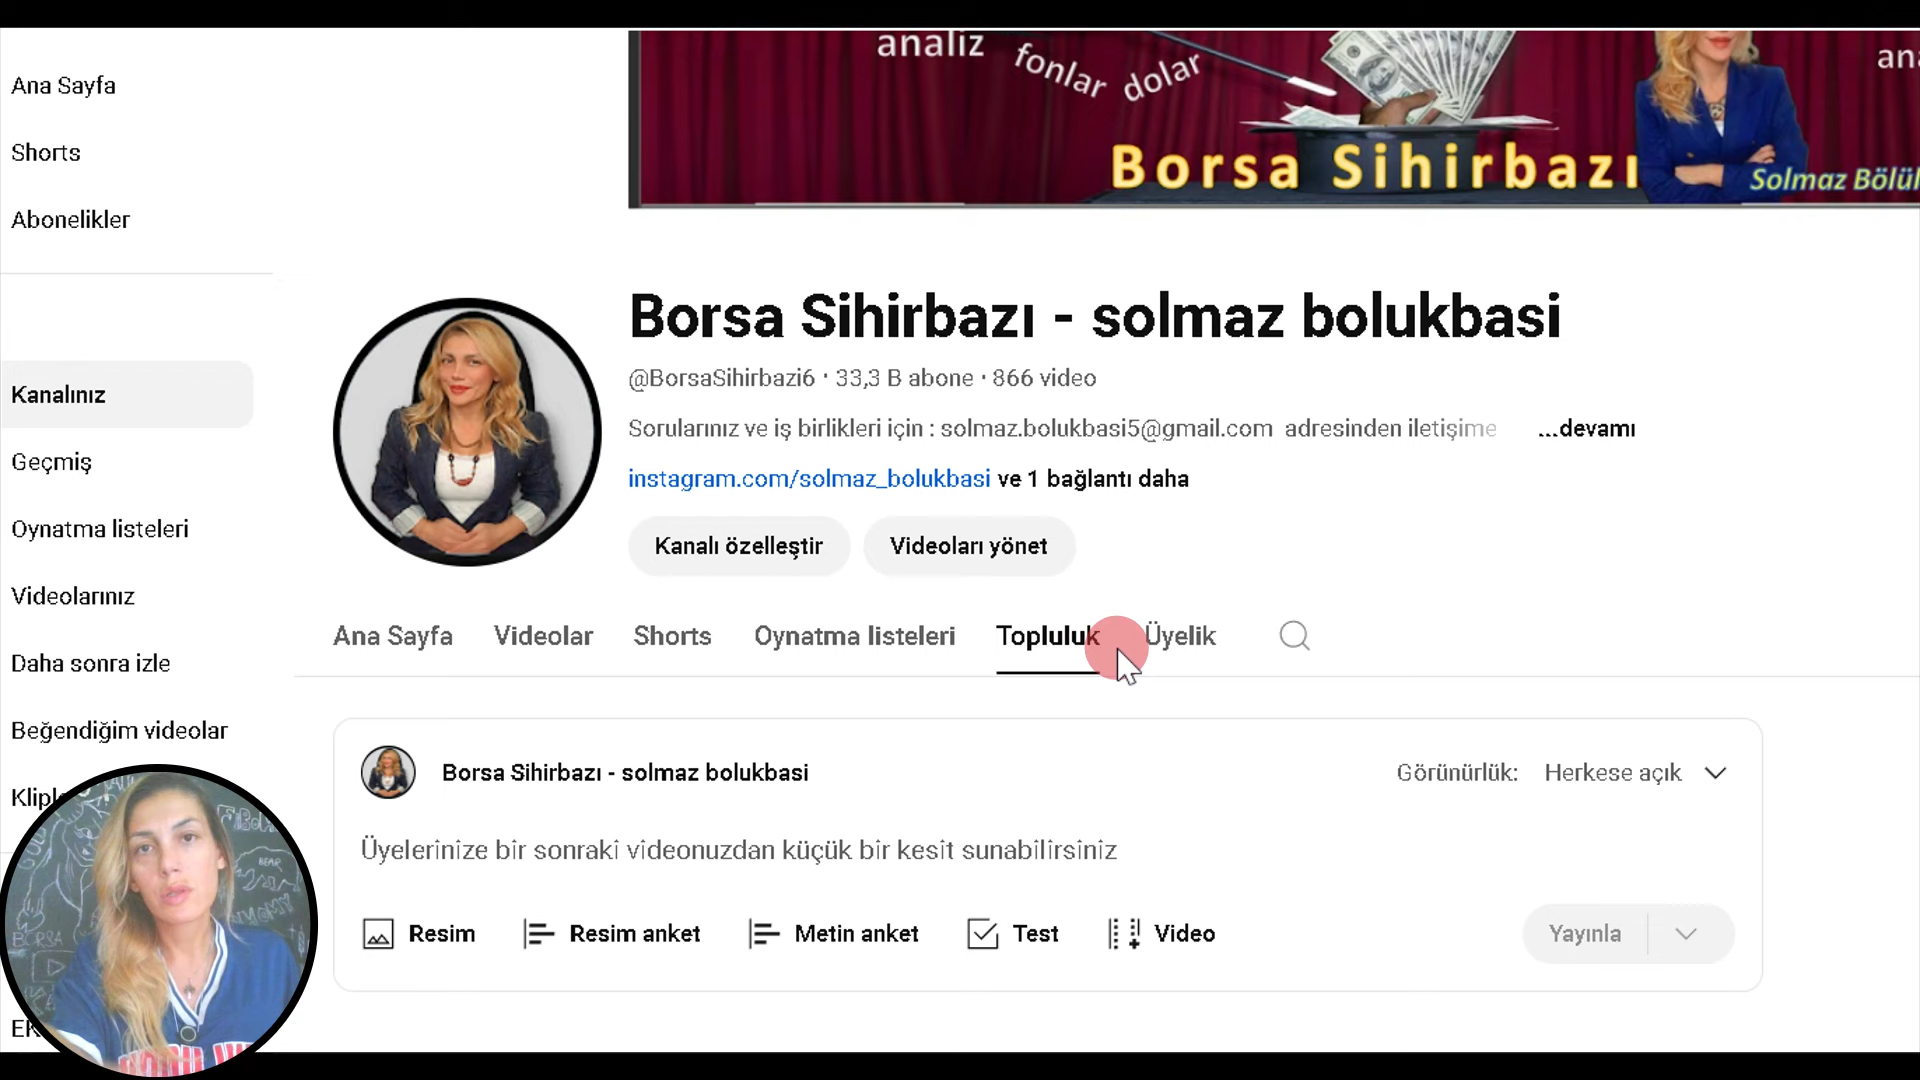 analiz
fonlar
dolar
Borsa Sihirbazı
Ana Sayfa
Shorts
Abonelikler
Kanalınız
Geçmiş
Oynatma listeleri
Videolarınız
Daha sonra izle
Beğendiğim videolar
Borsa Sihirbazı - solmaz bolukbasi
@BorsaSihirbazi6 · 33,3 B abone · 866 video
Sorularınız ve iş birlikleri için : solmaz.bolukbasi5@gmail.com adresinden iletişime ...devamı
instagram.com/solmaz_bolukbasi ve 1 bağlantı daha
Kanalı özelleştir Videoları yönet
Ana Sayfa Videolar Shorts Oynatma listeleri Topluluk Üyelik
Borsa Sihirbazı - solmaz bolukbasi Görünürlük: Herkese açık
Üyelerinize bir sonraki videonuzdan küçük bir kesit sunabilirsiniz
Resim Resim anket Metin anket Test Video Yayınla
Solmaz
BEAR
BORSA